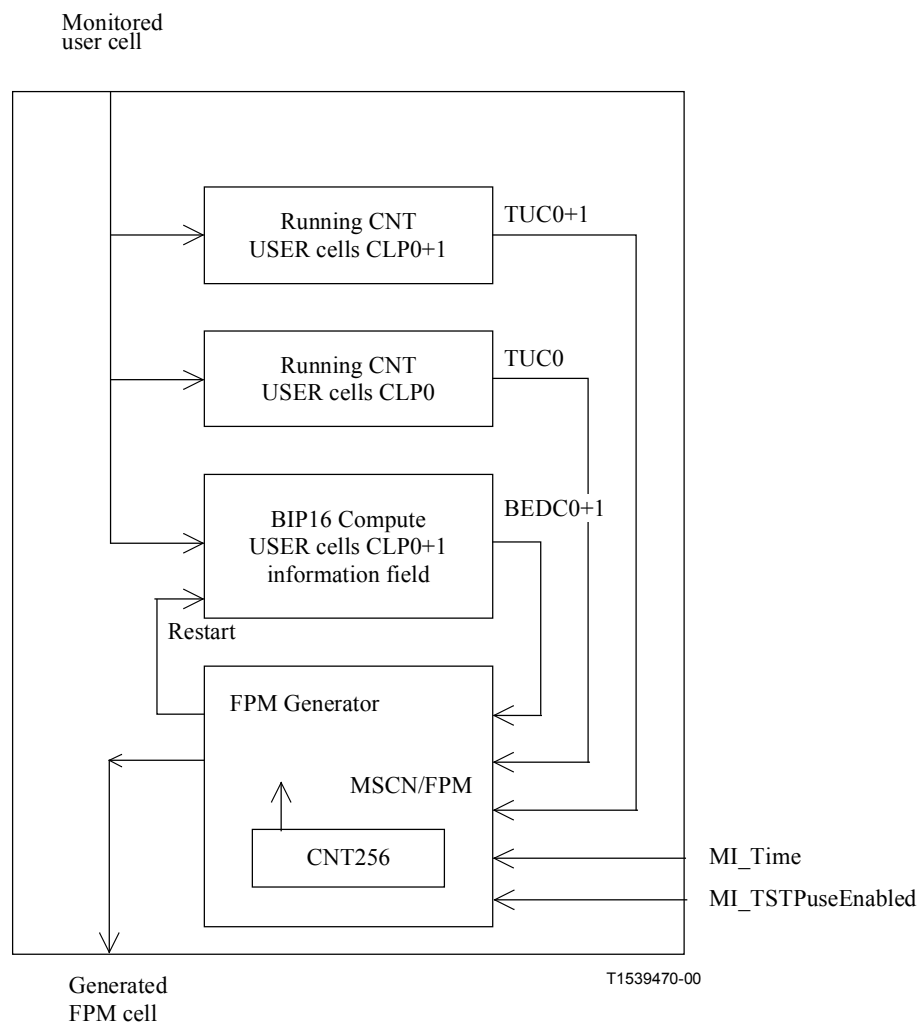 Monitored
user cell
Running CNT
USER cells CLP0+1
TUC0+1
Running CNT
USER cells CLP0
TUC0
BIP16 Compute
USER cells CLP0+1
information field
BEDC0+1
Restart
FPM Generator
MSCN/FPM
CNT256
MI_Time
MI_TSTPuseEnabled
Generated
FPM cell
T1539470-00